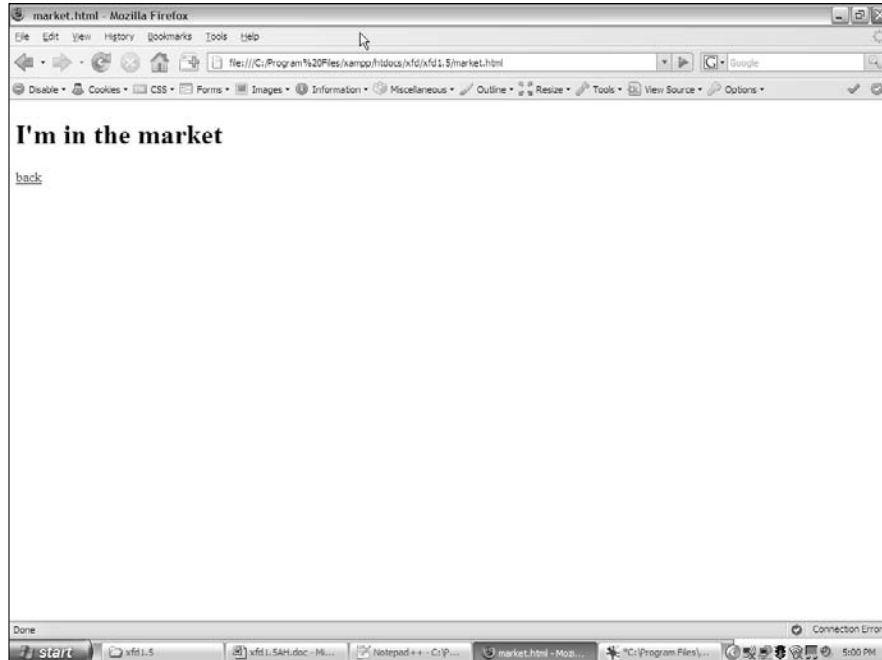 market.html - Mozilla Firefox
File Edit View History Bookmarks Tools Help
file:///C:/Program%20Files/xampp/htdocs/xfd/xfd1.5/market.html
G Google
Disable Cookies CSS Forms Images Information Miscellaneous Outline Resize Tools View Source Options
I'm in the market
back
Done Connection Error
start xfd1.5 xfd1.5AH.doc - Mi... Notepad++ - C:\P... market.html - Mozi... *C:\Program Files\... 5:00 PM